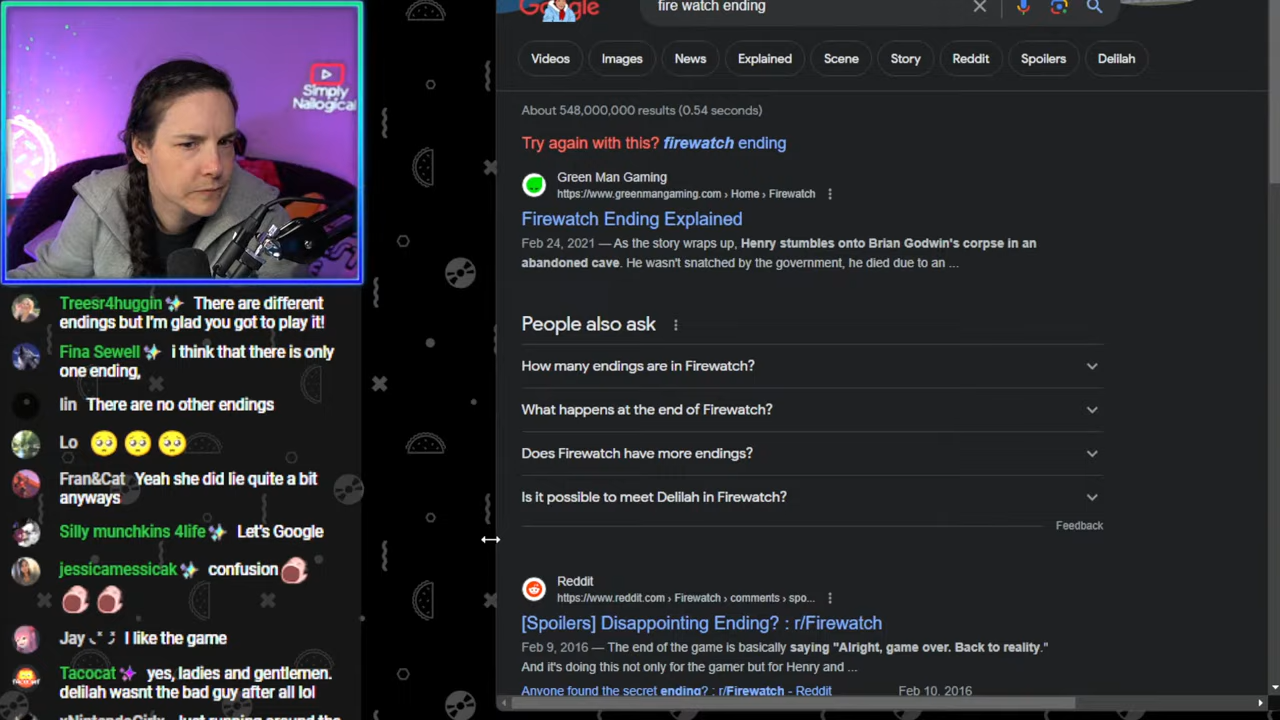 Simply
Nailogical
Treesr4huggin There are different
endings but I'm glad you got to play it!
Fina Sewell i think that there is only
one ending,
lin There are no other endings
Lo
Fran&Cat Yeah she did lie quite a bit
anyways
Silly munchkins 4life Let's Google
jessicamessicak confusion
Jay I like the game
Tacocat yes, ladies and gentlemen.
delilah wasnt the bad guy after all lol
Just running around the
fire watch ending
Videos
Images
News
Explained
Scene
Story
Reddit
Spoilers
Delilah
About 548,000,000 results (0.54 seconds)
Try again with this? firewatch ending
Green Man Gaming
https://www.greenmangaming.com › Home › Firewatch
Firewatch Ending Explained
Feb 24, 2021 — As the story wraps up, Henry stumbles onto Brian Godwin's corpse in an
abandoned cave. He wasn't snatched by the government, he died due to an ...
People also ask
How many endings are in Firewatch?
What happens at the end of Firewatch?
Does Firewatch have more endings?
Is it possible to meet Delilah in Firewatch?
Feedback
Reddit
https://www.reddit.com › Firewatch › comments › spo...
[Spoilers] Disappointing Ending? : r/Firewatch
Feb 9, 2016 — The end of the game is basically saying "Alright, game over. Back to reality."
And it's doing this not only for the gamer but for Henry and ...
Anyone found the secret ending? : r/Firewatch - Reddit
Feb 10, 2016